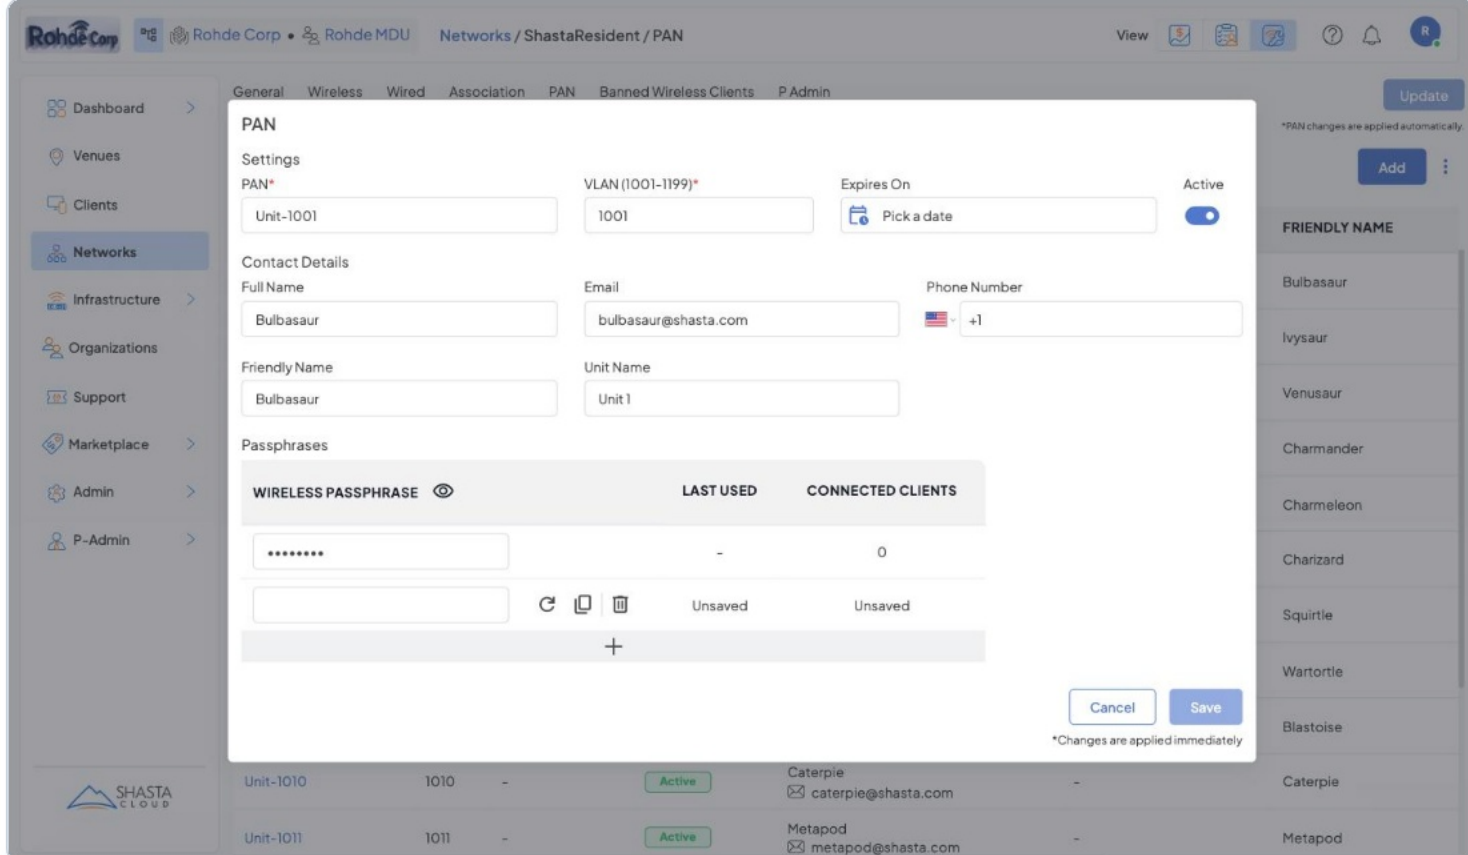 Rohde Corp Rohde Corp • Rohde MDU Networks / ShastaResident / PAN View R
General Wireless Wired Association PAN Banned Wireless Clients P Admin
Update
*PAN changes are applied automatically.
Add
Dashboard
Venues
Clients
Networks
Infrastructure
Organizations
Support
Marketplace
Admin
P-Admin
SHASTA
CLOUD
PAN
Settings
PAN* VLAN (1001-1199)* Expires On Active
Unit-1001 1001 Pick a date
Contact Details
Full Name Email Phone Number
Bulbasaur bulbasaur@shasta.com +1
Friendly Name Unit Name
Bulbasaur Unit 1
Passphrases
WIRELESS PASSPHRASE LAST USED CONNECTED CLIENTS
•••••••• - 0
Unsaved Unsaved
+
Cancel Save
*Changes are applied immediately
FRIENDLY NAME
Bulbasaur
Ivysaur
Venusaur
Charmander
Charmeleon
Charizard
Squirtle
Wartortle
Blastoise
Unit-1010 1010 - Active Caterpie - Caterpie
caterpie@shasta.com
Unit-1011 1011 - Active Metapod - Metapod
metapod@shasta.com